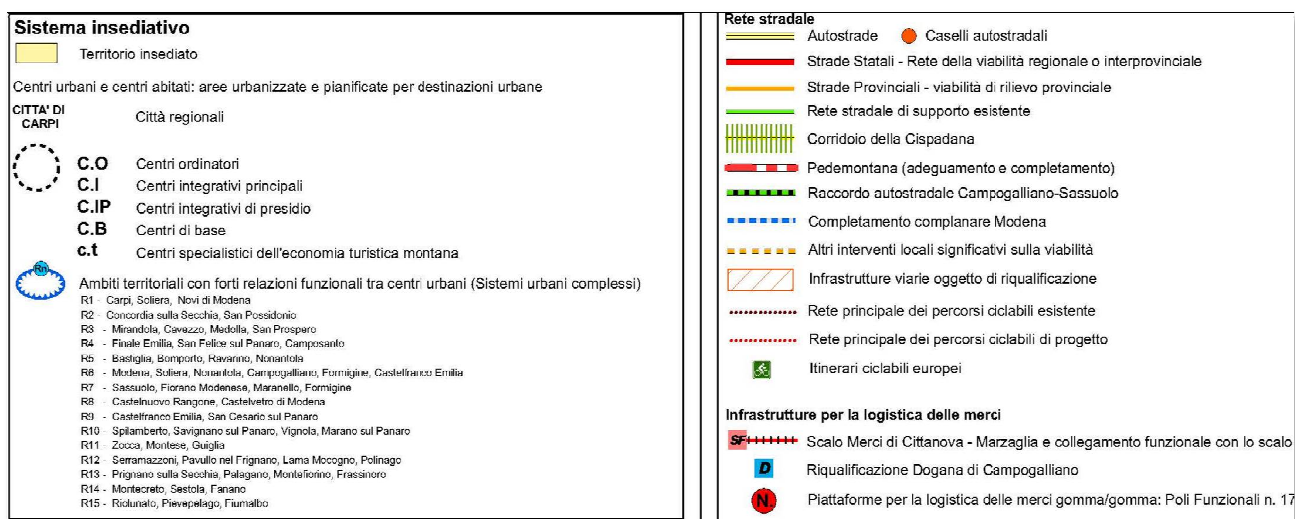 Sistema insediativo
Territorio insediato
Centri urbani e centri abitati: aree urbanizzate e pianificate per destinazioni urbane
CITTA' DI
CARPI
Città regionali
C.O Centri ordinatori
C.I Centri integrativi principali
C.IP Centri integrativi di presidio
C.B Centri di base
c.t Centri specialistici dell'economia turistica montana
Rn
Ambiti territoriali con forti relazioni funzionali tra centri urbani (Sistemi urbani complessi)
R1 - Carpi, Soliera, Novi di Modena
R2 - Concordia sulla Secchia, San Possidonio
R3 - Mirandola, Cavezzo, Medolla, San Prospero
R4 - Finale Emilia, San Felice sul Panaro, Camposanto
R5 - Bastiglia, Bomporto, Ravarino, Nonantola
R6 - Modena, Soliera, Nonantola, Campogalliano, Formigine, Castelfranco Emilia
R7 - Sassuolo, Fiorano Modenese, Maranello, Formigine
R8 - Castelnuovo Rangone, Castelvetro di Modena
R9 - Castelfranco Emilia, San Cesario sul Panaro
R10 - Spilamberto, Savignano sul Panaro, Vignola, Marano sul Panaro
R11 - Zocca, Montese, Guiglia
R12 - Serramazzoni, Pavullo nel Frignano, Lama Mocogno, Polinago
R13 - Prignano sulla Secchia, Palagano, Montefiorino, Frassinoro
R14 - Montecreto, Sestola, Fanano
R15 - Riolunato, Pievepelago, Fiumalbo
Rete stradale
Autostrade Caselli autostradali
Strade Statali - Rete della viabilità regionale o interprovinciale
Strade Provinciali - viabilità di rilievo provinciale
Rete stradale di supporto esistente
Corridoio della Cispadana
Pedemontana (adeguamento e completamento)
Raccordo autostradale Campogalliano-Sassuolo
Completamento complanare Modena
Altri interventi locali significativi sulla viabilità
Infrastrutture viarie oggetto di riqualificazione
Rete principale dei percorsi ciclabili esistente
Rete principale dei percorsi ciclabili di progetto
Itinerari ciclabili europei
Infrastrutture per la logistica delle merci
SF Scalo Merci di Cittanova - Marzaglia e collegamento funzionale con lo scalo
D Riqualificazione Dogana di Campogalliano
N. Piattaforme per la logistica delle merci gomma/gomma: Poli Funzionali n. 17